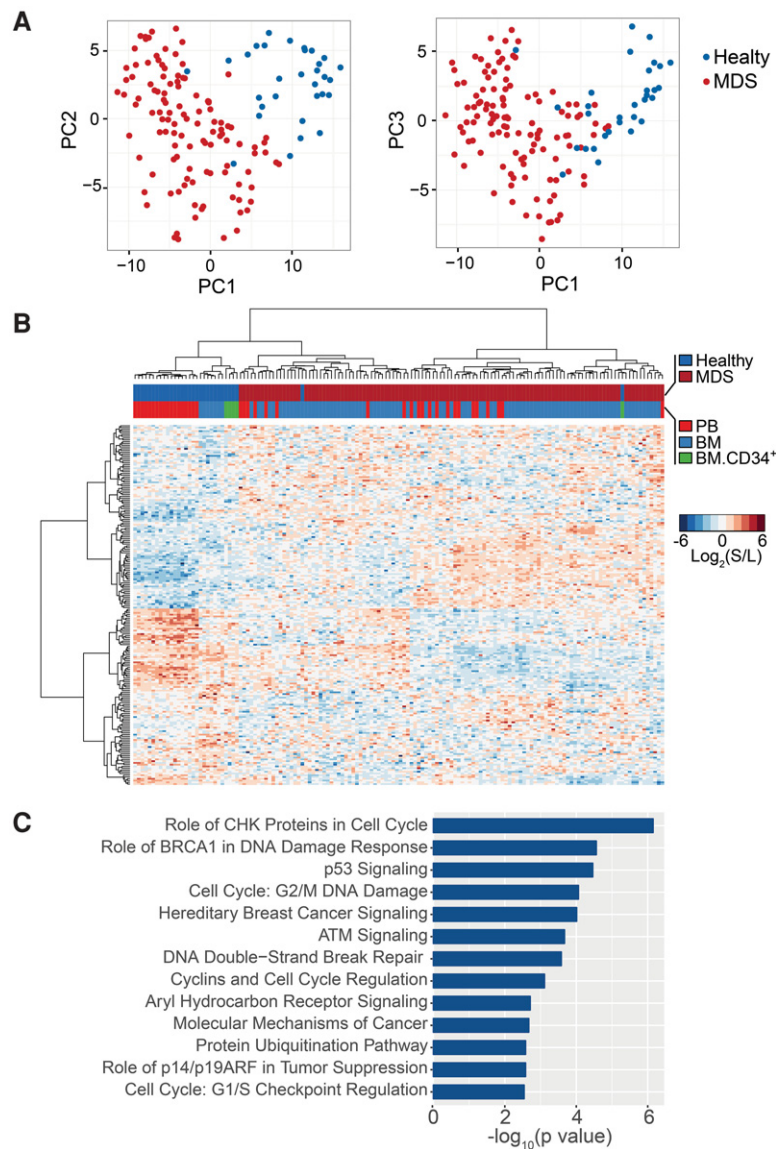 A
PC2
5
0
−5
−10
0
10
PC1
PC3
5
0
−5
−10
0
10
PC1
Healty
MDS
B
Healthy
MDS
PB
BM
BM.CD34⁺
-6
0
6
Log₂(S/L)
C
Role of CHK Proteins in Cell Cycle
Role of BRCA1 in DNA Damage Response
p53 Signaling
Cell Cycle: G2/M DNA Damage
Hereditary Breast Cancer Signaling
ATM Signaling
DNA Double−Strand Break Repair
Cyclins and Cell Cycle Regulation
Aryl Hydrocarbon Receptor Signaling
Molecular Mechanisms of Cancer
Protein Ubiquitination Pathway
Role of p14/p19ARF in Tumor Suppression
Cell Cycle: G1/S Checkpoint Regulation
0 2 4 6
-log₁₀(p value)